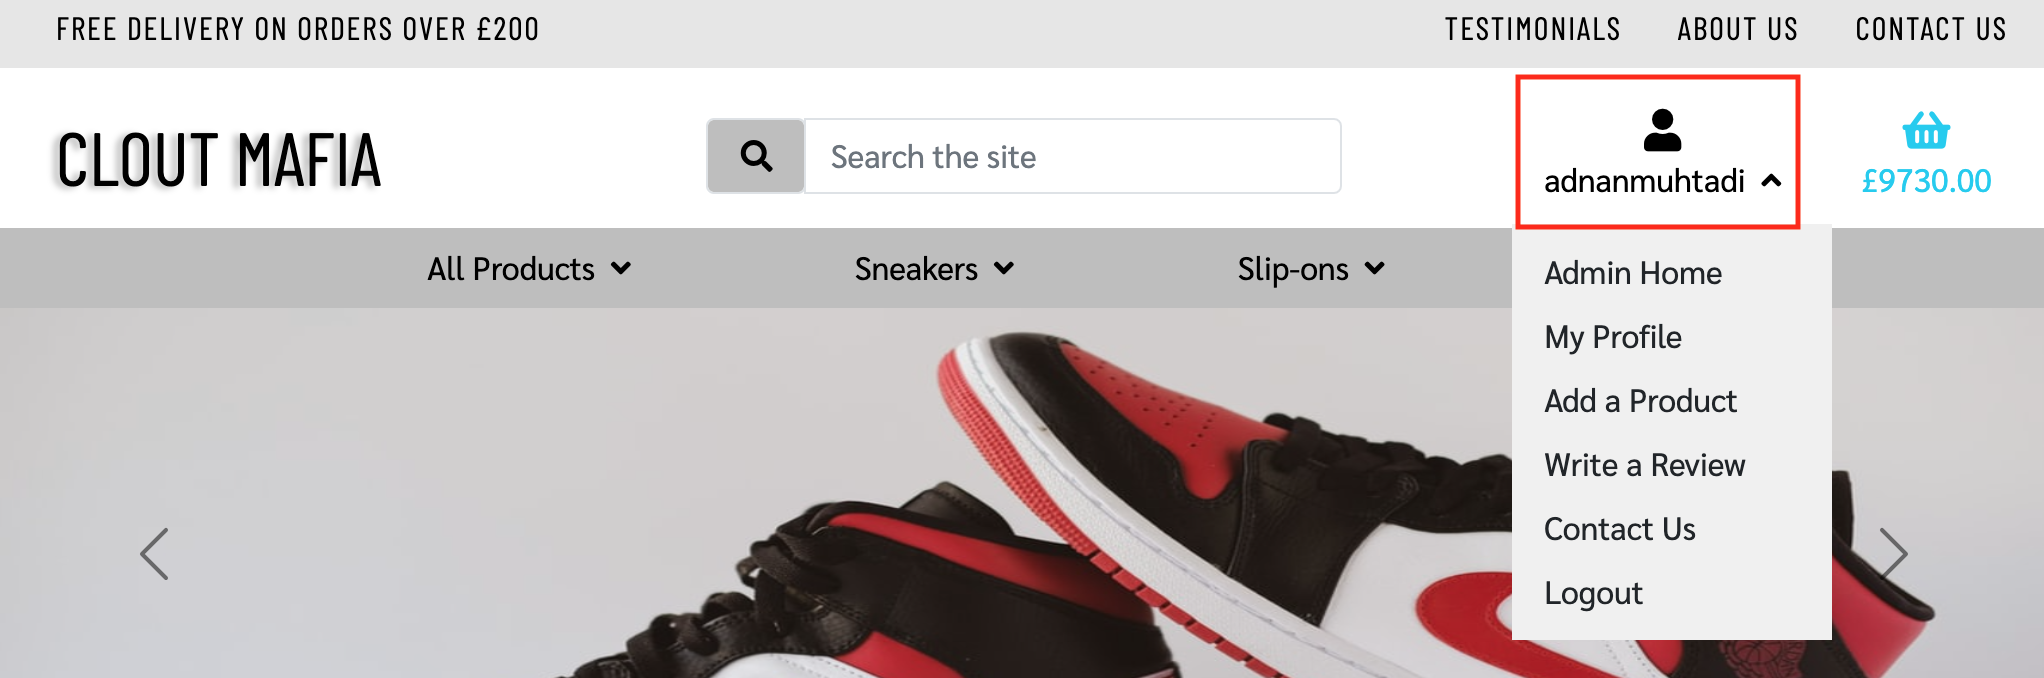 FREE DELIVERY ON ORDERS OVER £200
TESTIMONIALS ABOUT US CONTACT US
CLOUT MAFIA
Search the site
adnanmuhtadi
£9730.00
All Products
Sneakers
Slip-ons
Admin Home
My Profile
Add a Product
Write a Review
Contact Us
Logout